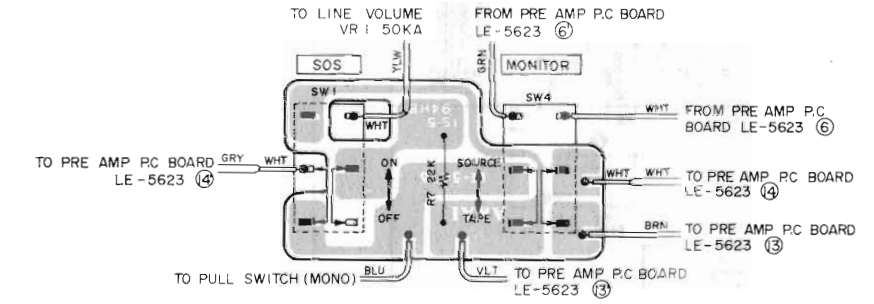 TO LINE VOLUME
VR1 50KA
FROM PRE AMP P.C BOARD
LE-5623 ⑥'
YLW
GRN
SOS
MONITOR
SW1
SW4
WHT
WHT
FROM PRE AMP P.C
BOARD LE-5623 ⑥
TO PRE AMP P.C BOARD
LE-5623 ⑭'
GRY
WHT
ON
OFF
R7 22K
SOURCE
TAPE
WHT
WHT
TO PRE AMP P.C BOARD
LE-5623 ⑭
BRN
TO PRE AMP P.C BOARD
LE-5623 ⑬
TO PULL SWITCH (MONO)
BLU
VLT
TO PRE AMP P.C BOARD
LE-5623 ⑬'